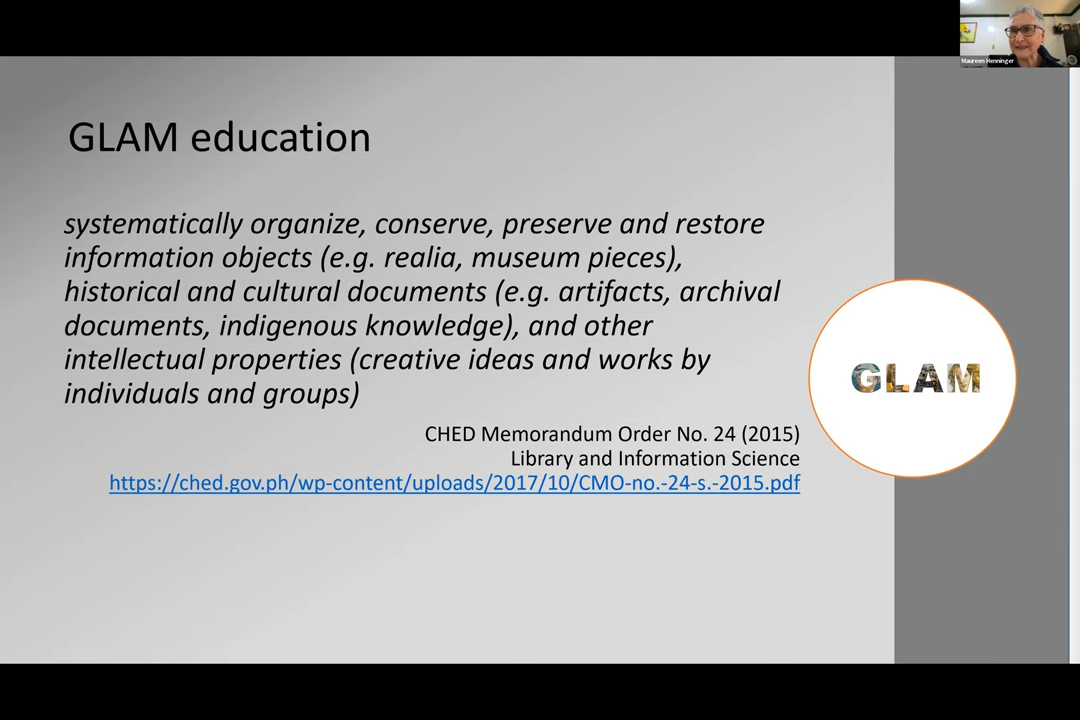 Maureen Henninger
GLAM education
systematically organize, conserve, preserve and restore
information objects (e.g. realia, museum pieces),
historical and cultural documents (e.g. artifacts, archival
documents, indigenous knowledge), and other
intellectual properties (creative ideas and works by
individuals and groups)
CHED Memorandum Order No. 24 (2015)
Library and Information Science
https://ched.gov.ph/wp-content/uploads/2017/10/CMO-no.-24-s.-2015.pdf
GLAM